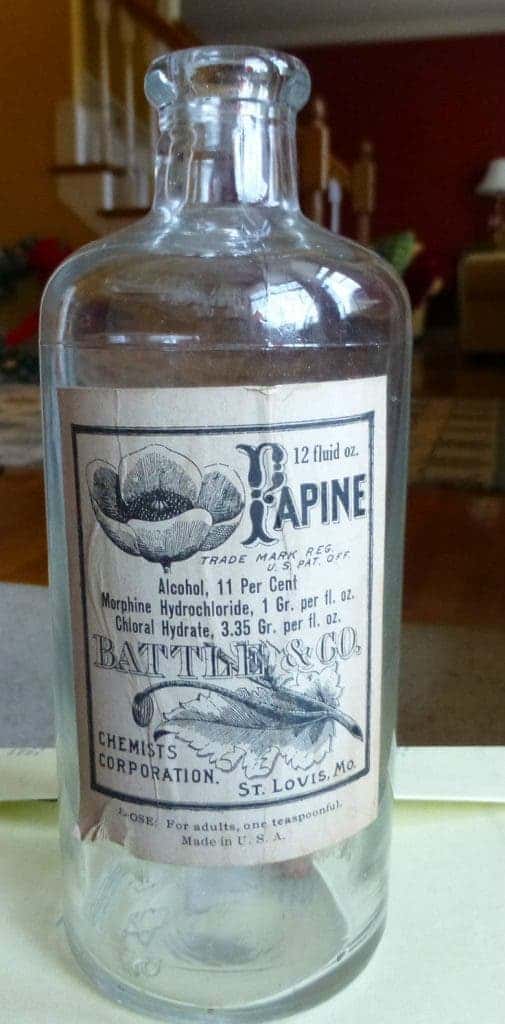 12 fluid oz.
PAPINE
TRADE MARK REG.
U.S. PAT. OFF.
Alcohol, 11 Per Cent
Morphine Hydrochloride, 1 Gr. per fl. oz.
Chloral Hydrate, 3.35 Gr. per fl. oz.
BATTLE & CO.
CHEMISTS
CORPORATION.
ST. LOUIS, MO.
DOSE: For adults, one teaspoonful.
Made in U. S. A.